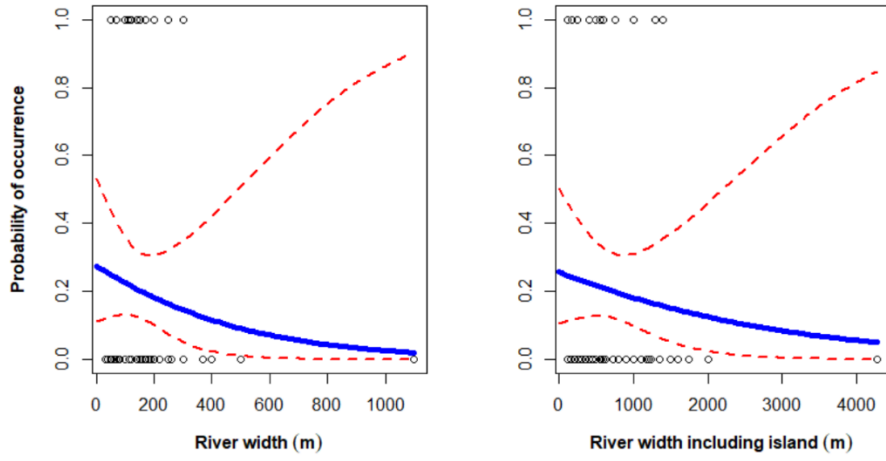 Probability of occurrence
1.0
0.8
0.6
0.4
0.2
0.0
0 200 400 600 800 1000
River width (m)
1.0
0.8
0.6
0.4
0.2
0.0
0 1000 2000 3000 4000
River width including island (m)